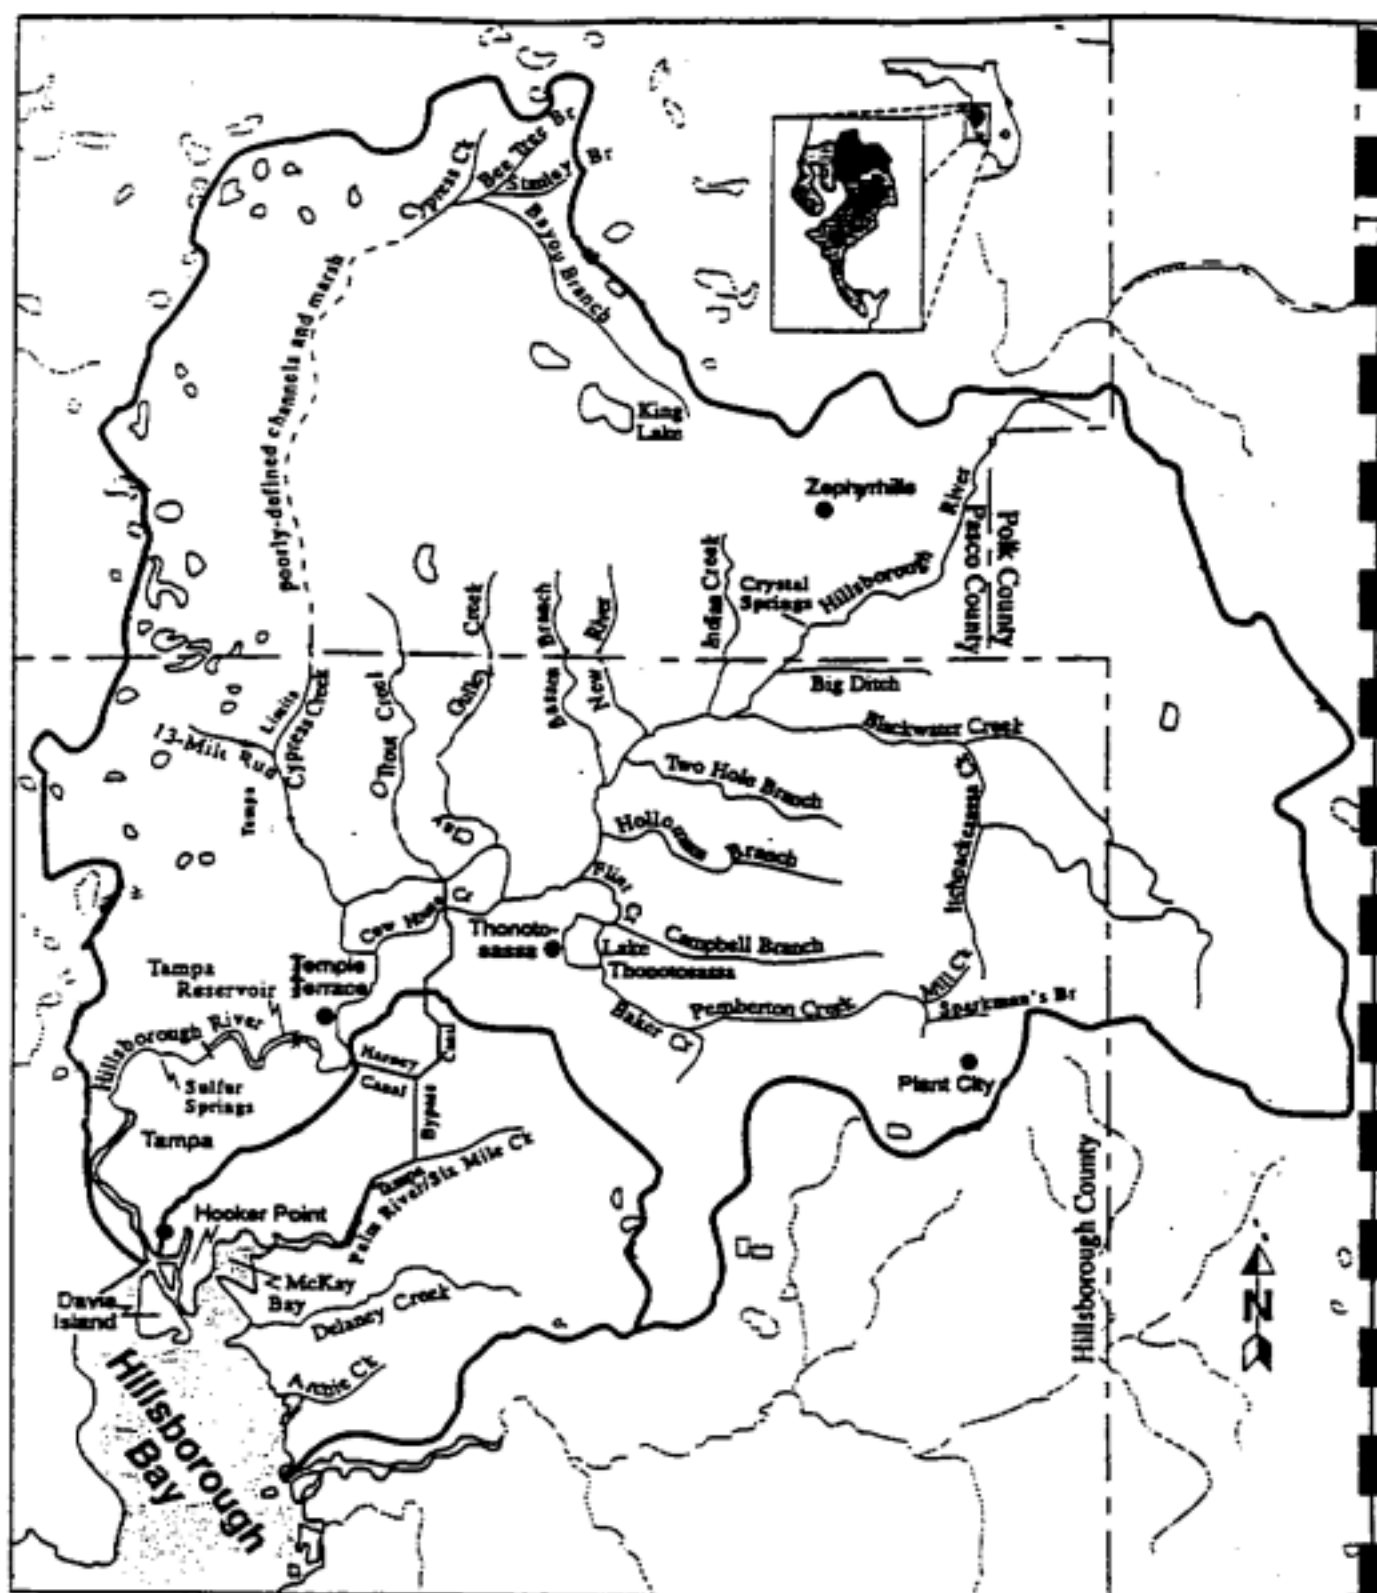 Cypress Ck
Bee Tree Br
Stanley Br
Bayou Branch
poorly-defined channels and marsh
King
Lake
Zephyrhills
River
Hillsborough
Polk County
Pasco County
Crystal
Springs
Indian Creek
Creek
Branch
River
Big Ditch
Blackwater Creek
Limits
13-Mile Run
Tampa
Cypress Creek
Trout Creek
New
Two Hole Branch
Itchepackesassa Ck
Clay
Branch
Flint
Cr
Cow House
Cr
Thonoto-
sassa
Lake
Thonotosassa
Campbell Branch
Tampa
Reservoir
Temple
Terrace
Mill Ck
Pemberton Creek
Sparkman's Br
Baker
Cr
Hillsborough River
Harney
Canal
Canal
Plant City
Sulfur
Springs
Bypass
Tampa
Tampa
Palm River/Six Mile Ck
Hooker Point
McKay
Bay
Davis
Island
Delaney Creek
Archie Ck
Hillsborough County
N
Hillsborough
Bay